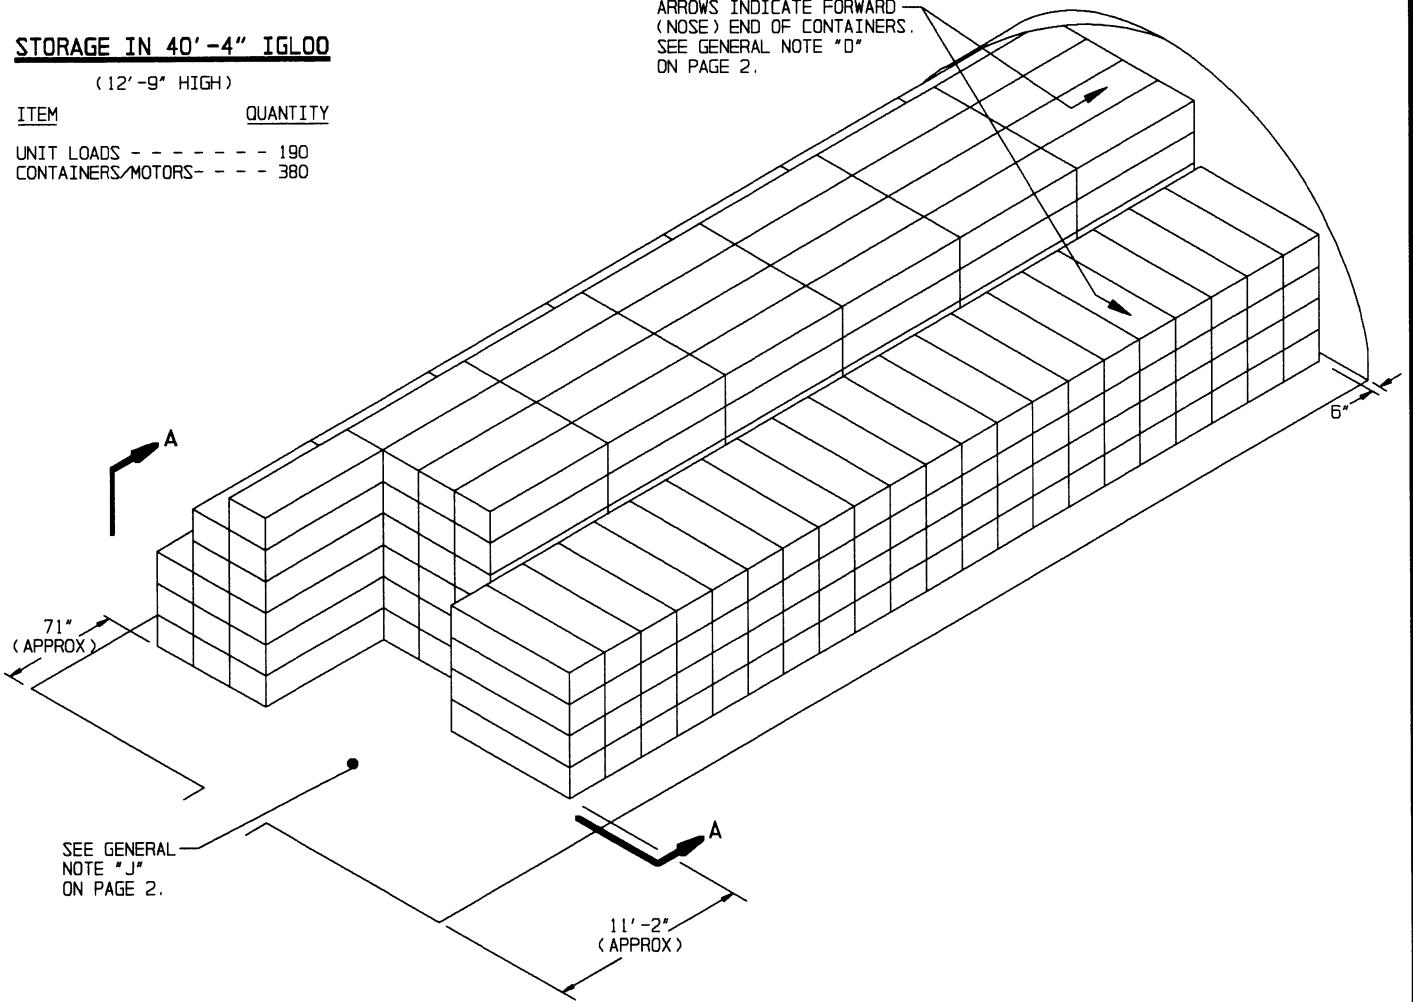 STORAGE IN 40'-4" IGLOO
(12'-9" HIGH)
ITEM QUANTITY
UNIT LOADS - - - - - - - 190
CONTAINERS/MOTORS- - - - 380
ARROWS INDICATE FORWARD
(NOSE) END OF CONTAINERS.
SEE GENERAL NOTE "D"
ON PAGE 2.
6"
A
71"
(APPROX)
SEE GENERAL
NOTE "J"
ON PAGE 2.
A
11'-2"
(APPROX)